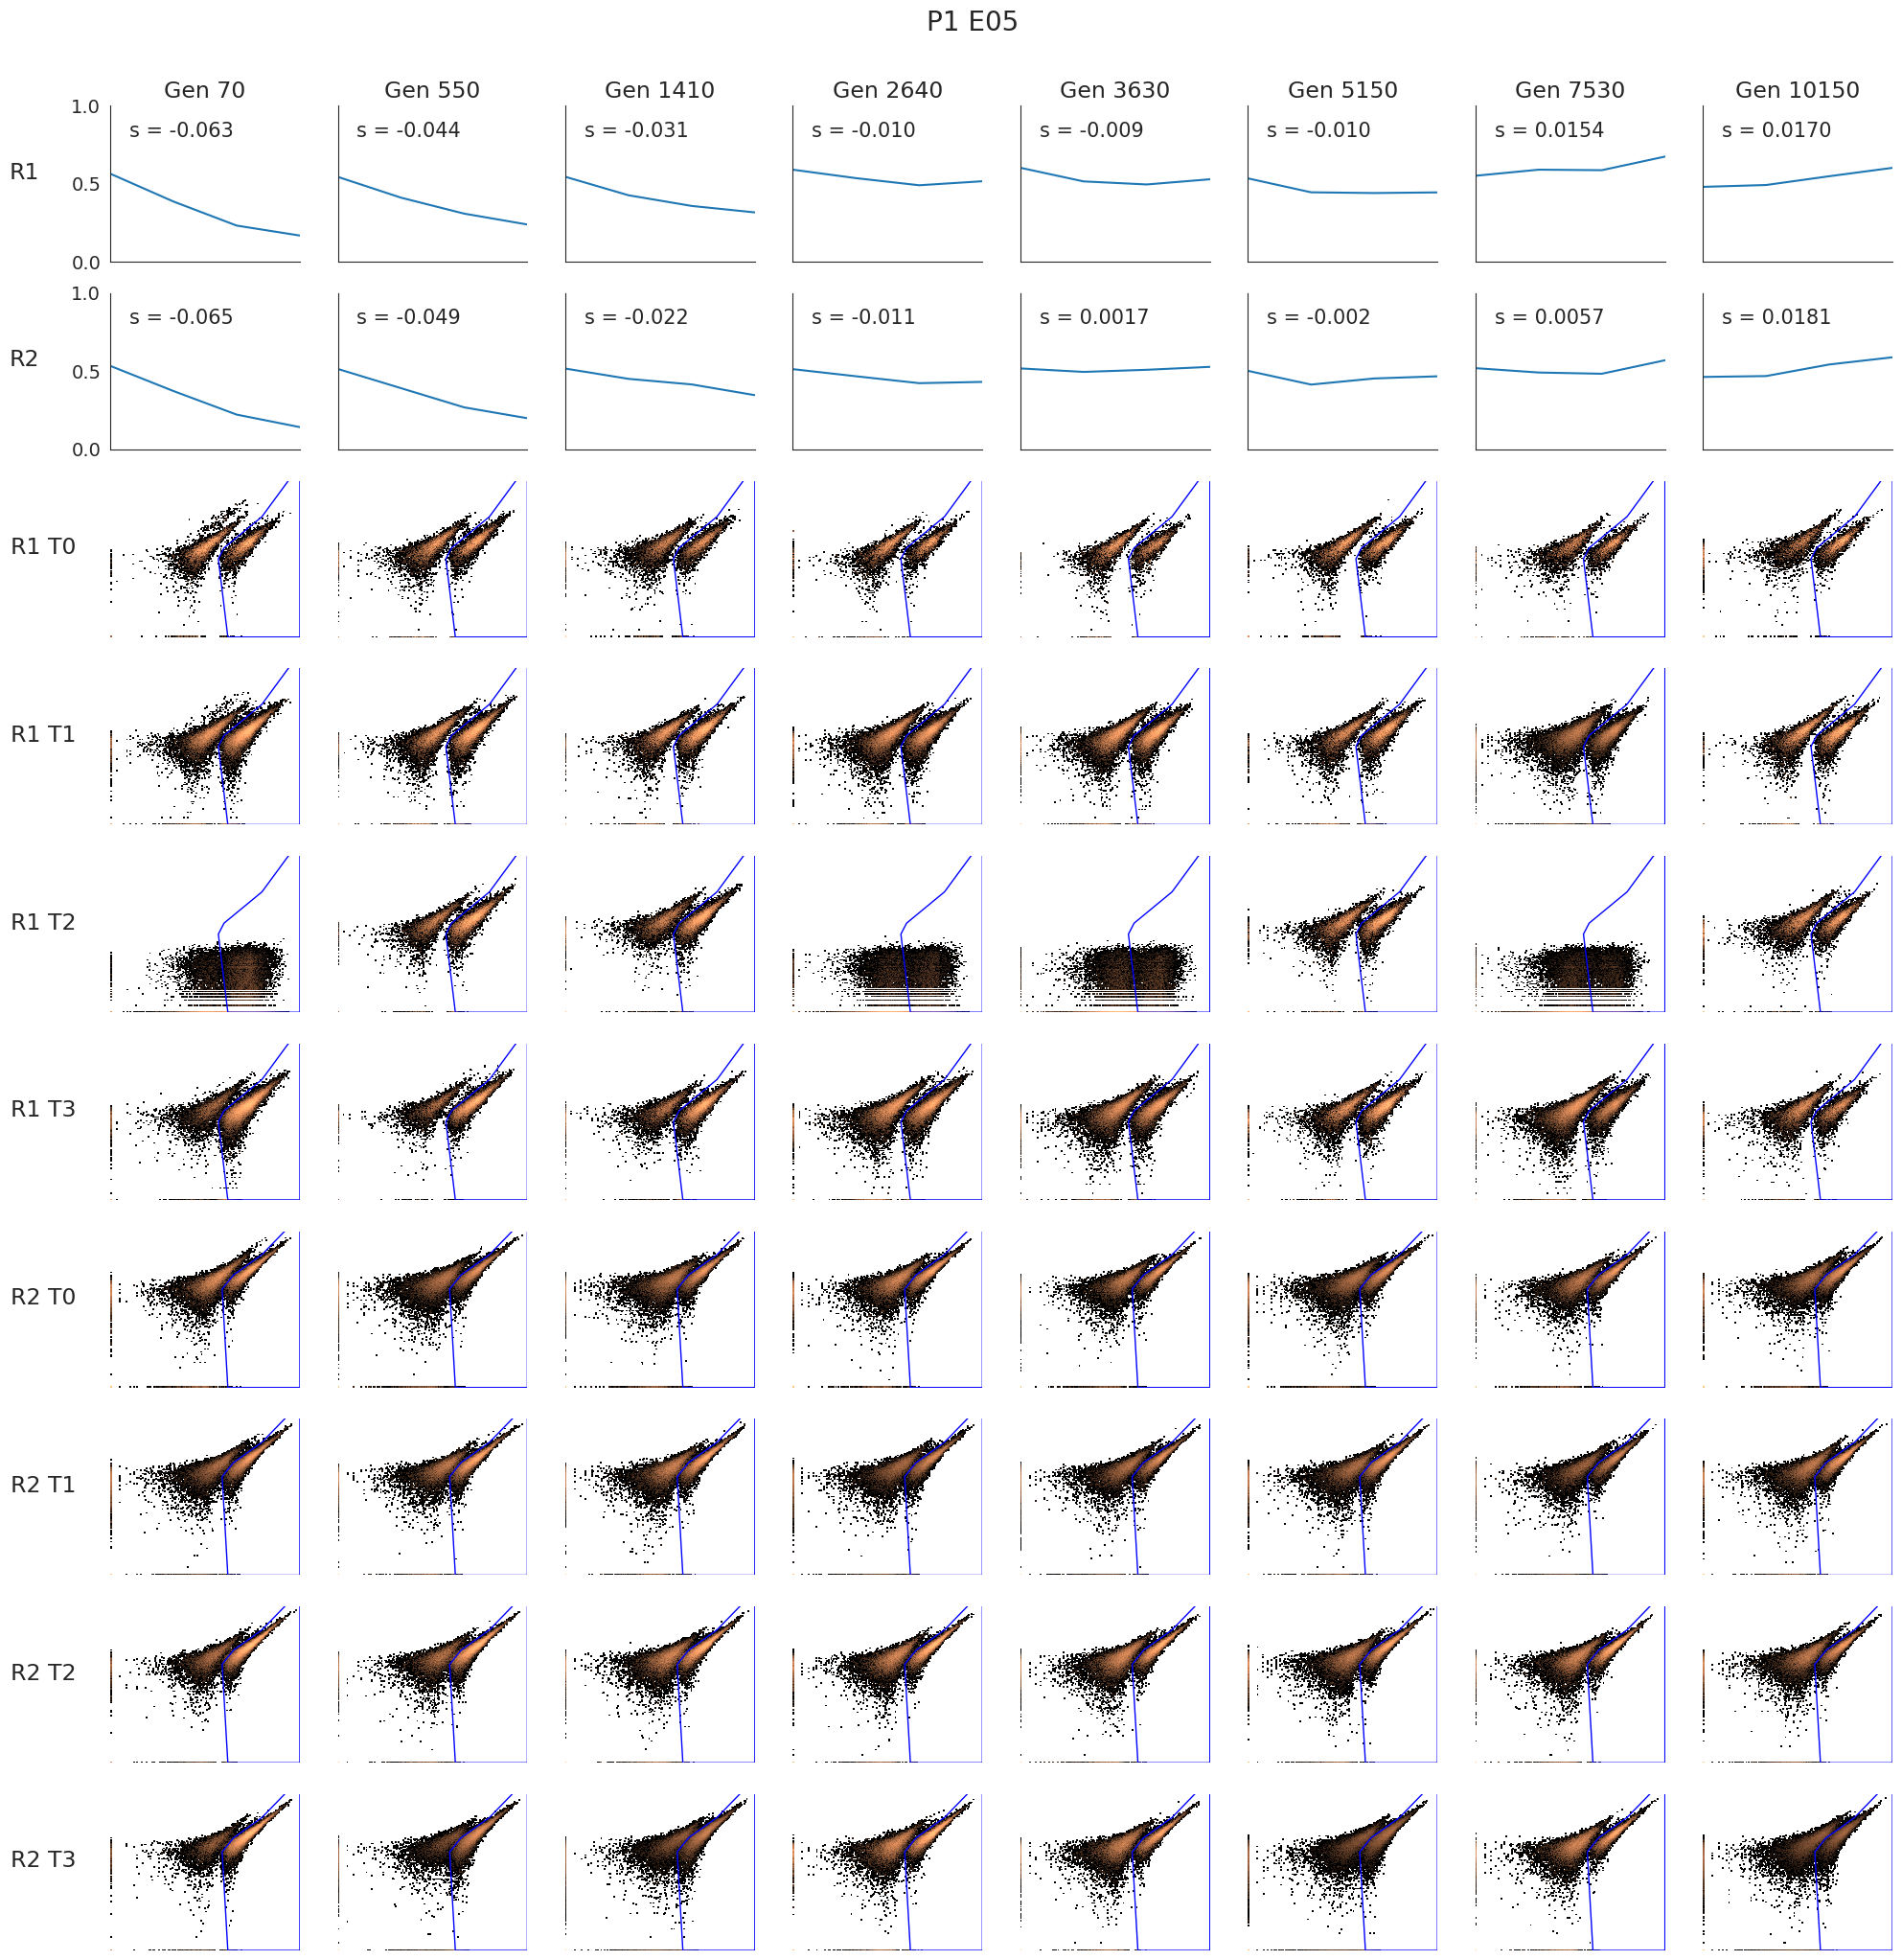 P1 E05
Gen 70 Gen 550 Gen 1410 Gen 2640 Gen 3630 Gen 5150 Gen 7530 Gen 10150
1.0
s = -0.063 s = -0.044 s = -0.031 s = -0.010 s = -0.009 s = -0.010 s = 0.0154 s = 0.0170
R1
0.5
0.0
1.0
s = -0.065 s = -0.049 s = -0.022 s = -0.011 s = 0.0017 s = -0.002 s = 0.0057 s = 0.0181
R2
0.5
0.0
R1 T0
R1 T1
R1 T2
R1 T3
R2 T0
R2 T1
R2 T2
R2 T3